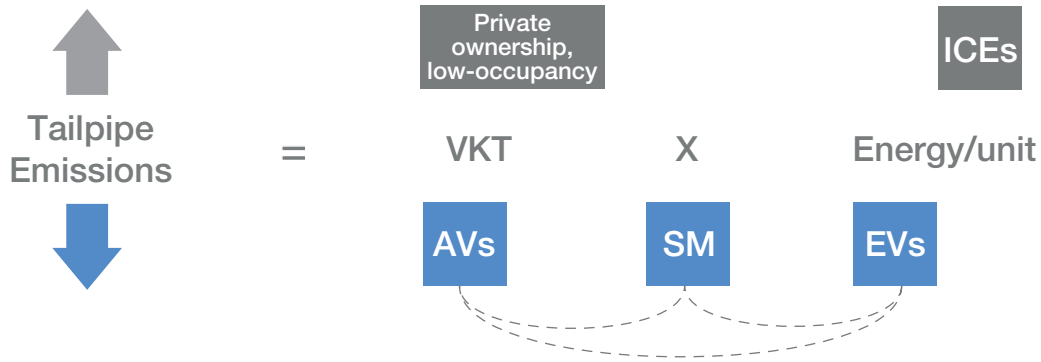 Private
ownership,
low-occupancy
ICEs
Tailpipe
Emissions
=
VKT
X
Energy/unit
AVs
SM
EVs